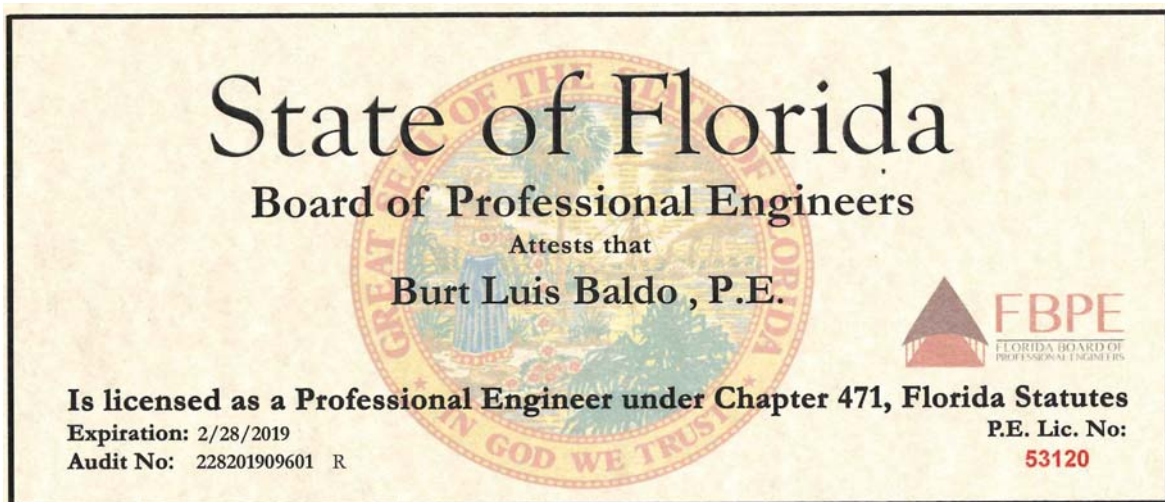 State of Florida
Board of Professional Engineers
Attests that
Burt Luis Baldo , P.E.
GREAT SEAL OF THE STATE OF FLORIDA
IN GOD WE TRUST
FBPE
FLORIDA BOARD OF
PROFESSIONAL ENGINEERS
Is licensed as a Professional Engineer under Chapter 471, Florida Statutes
Expiration: 2/28/2019
P.E. Lic. No:
Audit No: 228201909601 R
53120